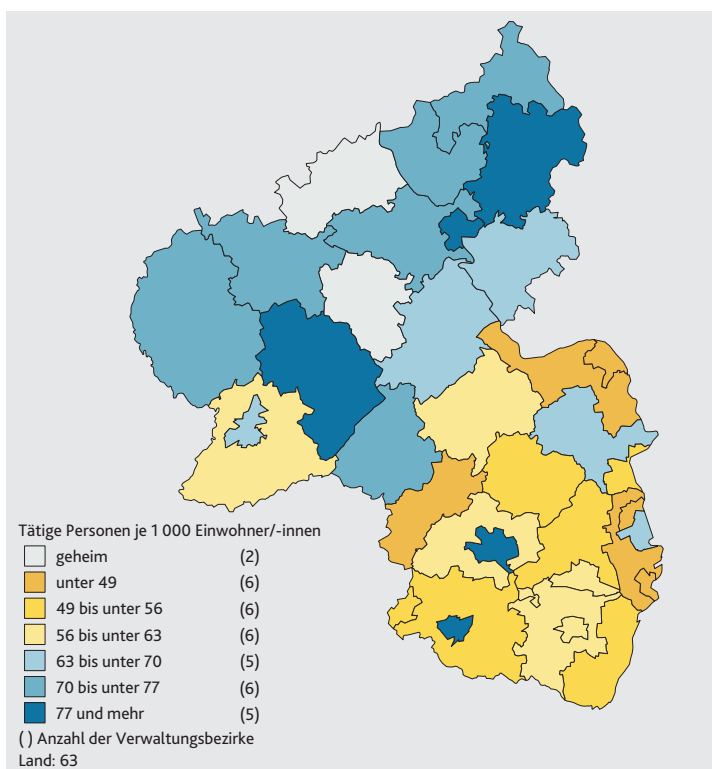 Tätige Personen je 1 000 Einwohner/-innen
geheim (2)
unter 49 (6)
49 bis unter 56 (6)
56 bis unter 63 (6)
63 bis unter 70 (5)
70 bis unter 77 (6)
77 und mehr (5)
( ) Anzahl der Verwaltungsbezirke
Land: 63